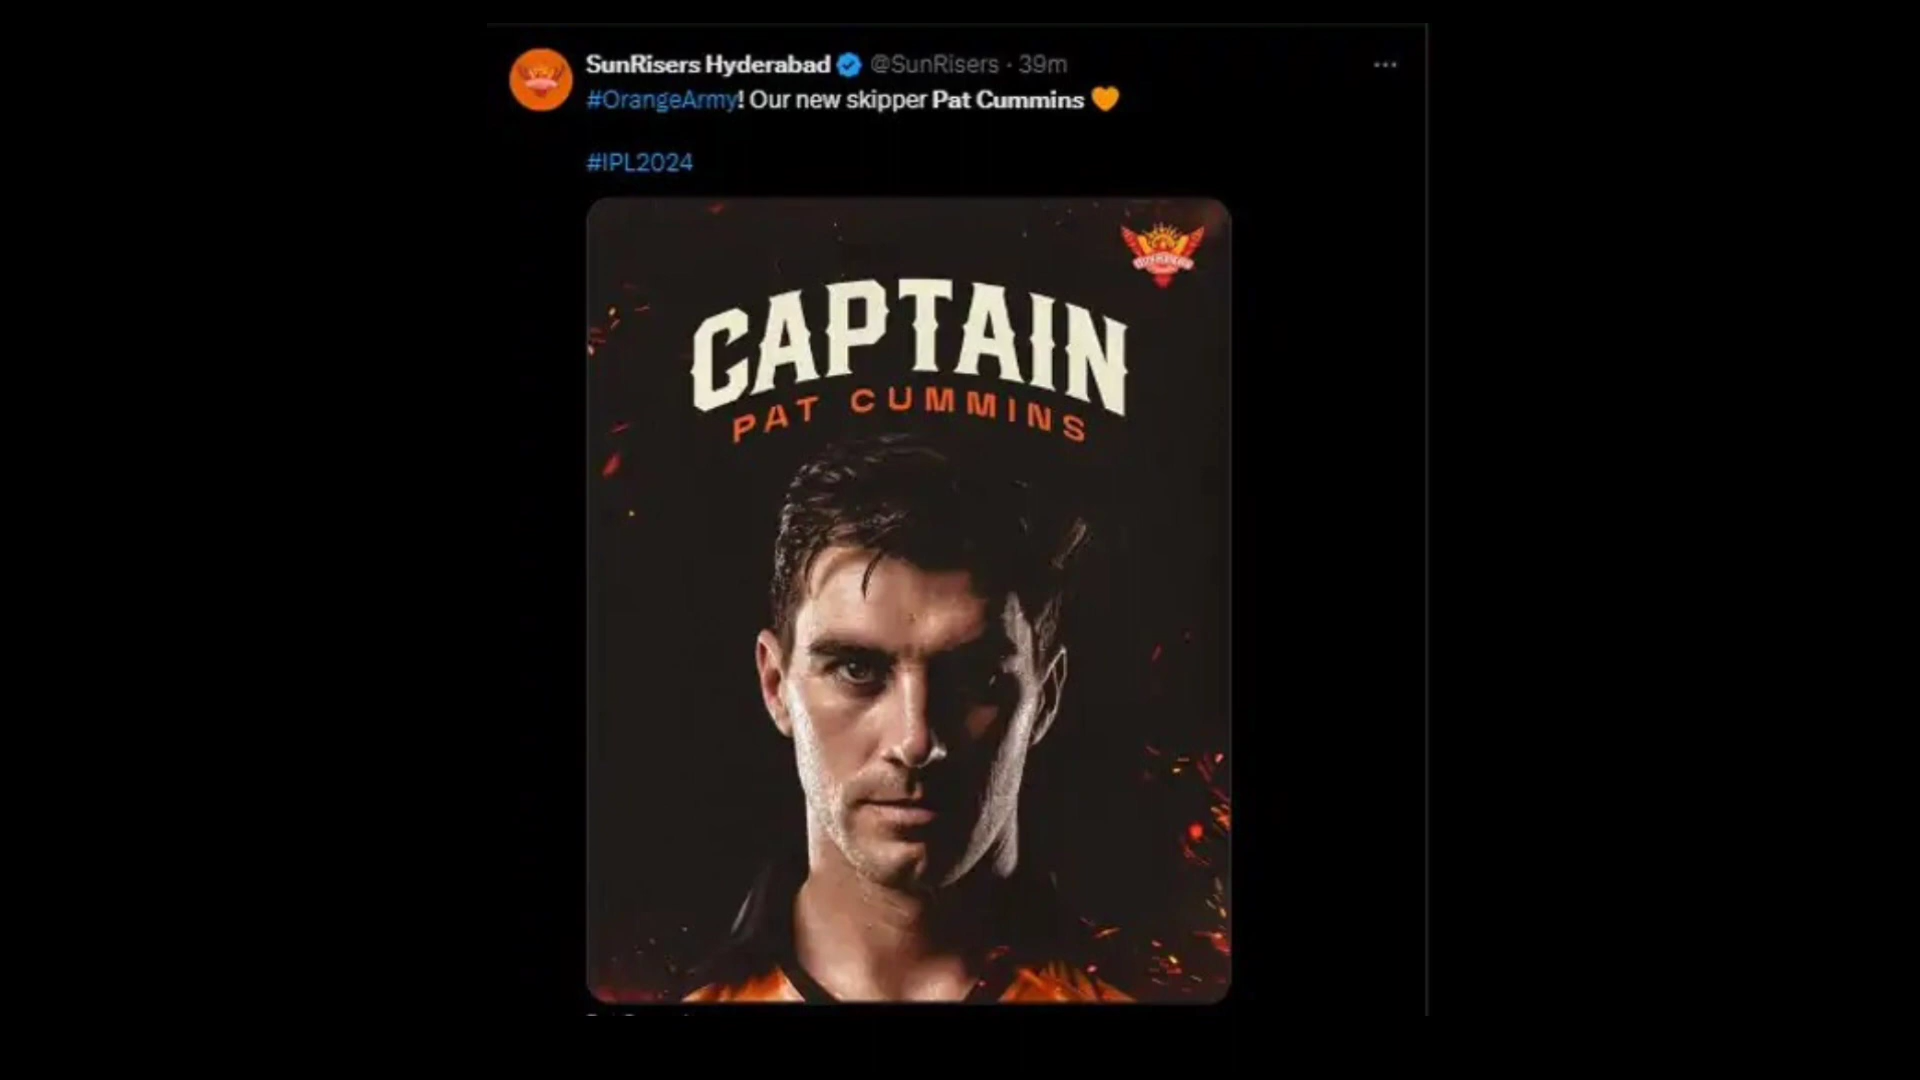 SunRisers Hyderabad @SunRisers · 39m
#OrangeArmy! Our new skipper Pat Cummins 🧡
#IPL2024
CAPTAIN
PAT CUMMINS